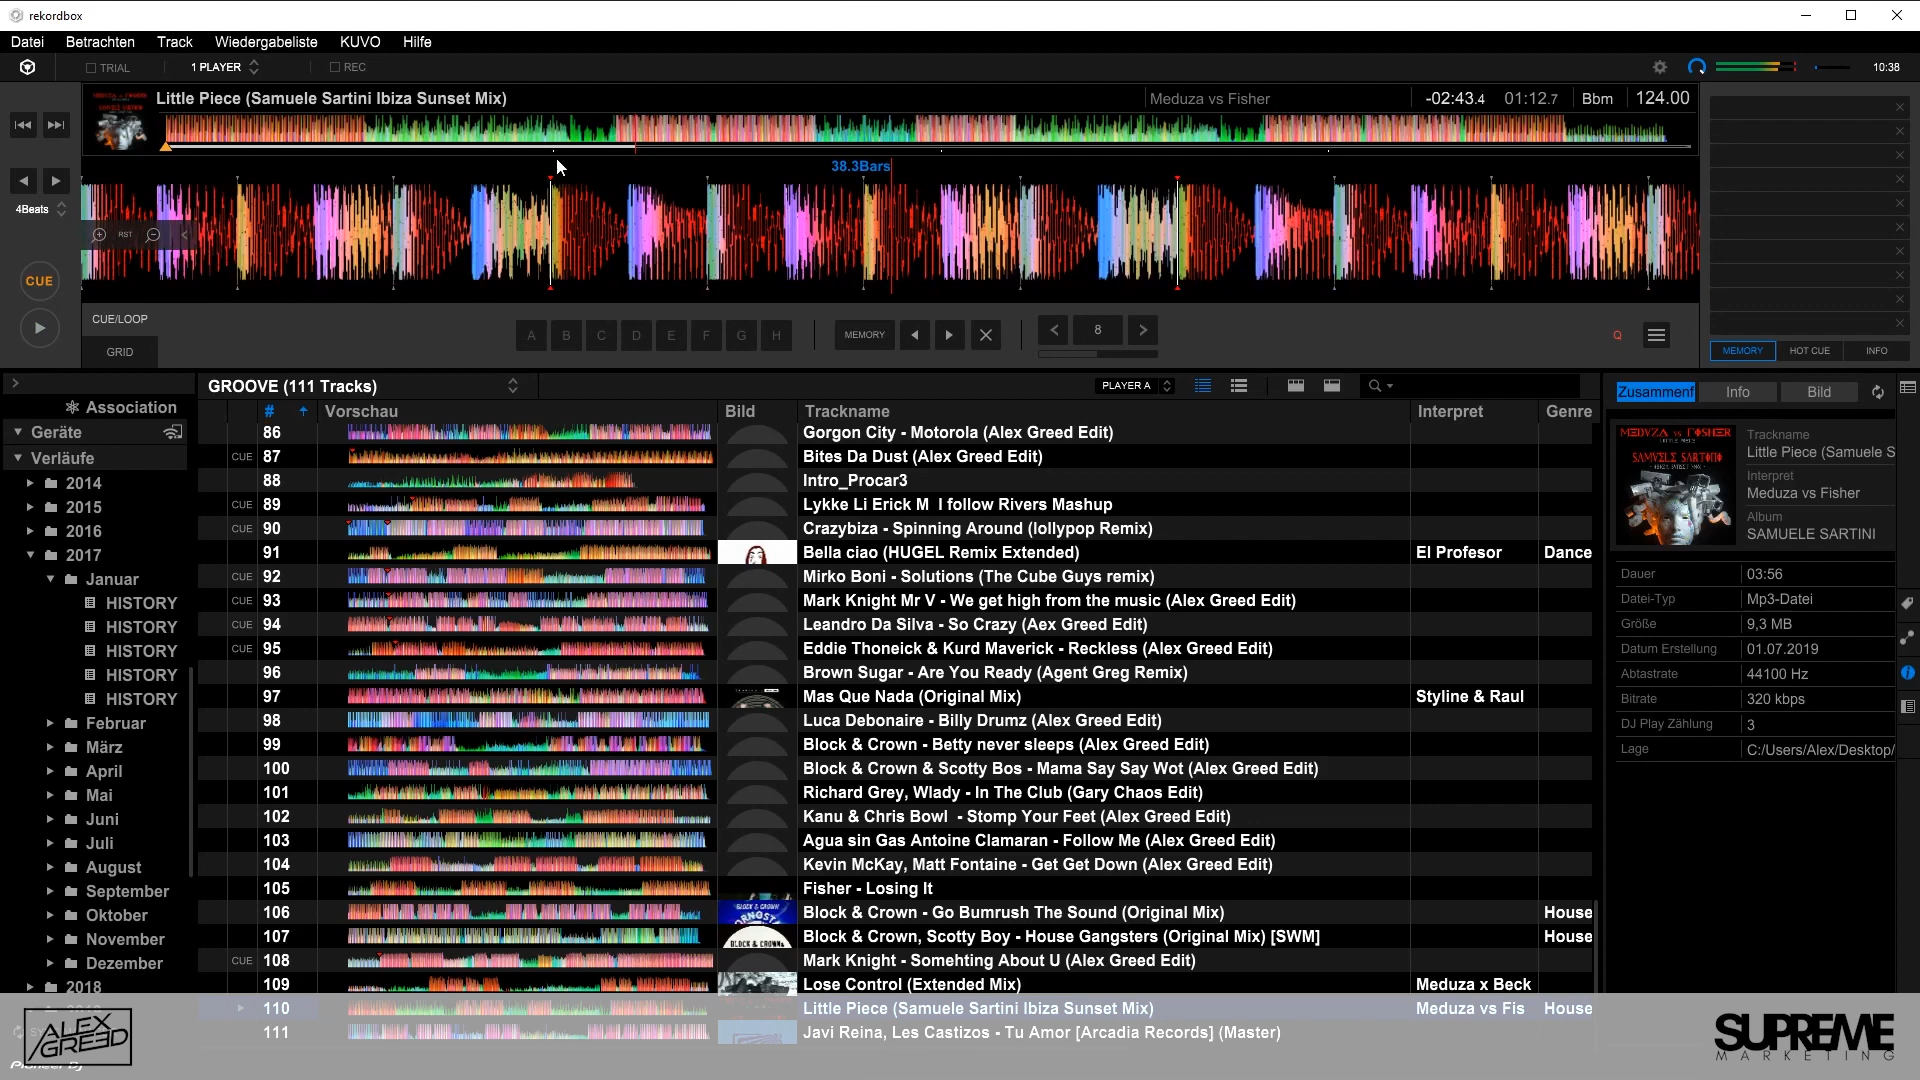 rekordbox
Datei Betrachten Track Wiedergabeliste KUVO Hilfe
TRIAL 1 PLAYER REC 10:38
Little Piece (Samuele Sartini Ibiza Sunset Mix) Meduza vs Fisher -02:43.4 01:12.7 Bbm 124.00
38.3Bars
4Beats
RST
CUE
CUE/LOOP
GRID
A B C D E F G H MEMORY 8 Q
MEMORY HOT CUE INFO
GROOVE (111 Tracks) PLAYER A
Zusammenf Info Bild
Association
Geräte
Verläufe
2014
2015
2016
2017
Januar
HISTORY
HISTORY
HISTORY
HISTORY
HISTORY
Februar
März
April
Mai
Juni
Juli
August
September
Oktober
November
Dezember
2018
# Vorschau Bild Trackname Interpret Genre
86 Gorgon City - Motorola (Alex Greed Edit)
CUE 87 Bites Da Dust (Alex Greed Edit)
88 Intro_Procar3
CUE 89 Lykke Li Erick M I follow Rivers Mashup
CUE 90 Crazybiza - Spinning Around (lollypop Remix)
91 Bella ciao (HUGEL Remix Extended) El Profesor Dance
CUE 92 Mirko Boni - Solutions (The Cube Guys remix)
CUE 93 Mark Knight Mr V - We get high from the music (Alex Greed Edit)
CUE 94 Leandro Da Silva - So Crazy (Aex Greed Edit)
CUE 95 Eddie Thoneick & Kurd Maverick - Reckless (Alex Greed Edit)
96 Brown Sugar - Are You Ready (Agent Greg Remix)
97 Mas Que Nada (Original Mix) Styline & Raul
98 Luca Debonaire - Billy Drumz (Alex Greed Edit)
99 Block & Crown - Betty never sleeps (Alex Greed Edit)
100 Block & Crown & Scotty Bos - Mama Say Say Wot (Alex Greed Edit)
101 Richard Grey, Wlady - In The Club (Gary Chaos Edit)
102 Kanu & Chris Bowl - Stomp Your Feet (Alex Greed Edit)
103 Agua sin Gas Antoine Clamaran - Follow Me (Alex Greed Edit)
104 Kevin McKay, Matt Fontaine - Get Get Down (Alex Greed Edit)
105 Fisher - Losing It
106 BLOCK & CROWN Block & Crown - Go Bumrush The Sound (Original Mix) House
107 BLOCK & CROWN Block & Crown, Scotty Boy - House Gangsters (Original Mix) [SWM] House
CUE 108 Mark Knight - Somehting About U (Alex Greed Edit)
109 Lose Control (Extended Mix) Meduza x Beck
110 Little Piece (Samuele Sartini Ibiza Sunset Mix) Meduza vs Fis House
111 Javi Reina, Les Castizos - Tu Amor [Arcadia Records] (Master)
MEDUZA vs FISHER
SAMUELE SARTINI
Trackname
Little Piece (Samuele S
Interpret
Meduza vs Fisher
Album
SAMUELE SARTINI
Dauer 03:56
Datei-Typ Mp3-Datei
Größe 9,3 MB
Datum Erstellung 01.07.2019
Abtastrate 44100 Hz
Bitrate 320 kbps
DJ Play Zählung 3
Lage C:/Users/Alex/Desktop/
ALEX
GREED
Pioneer Dj
SUPREME
MARKETING